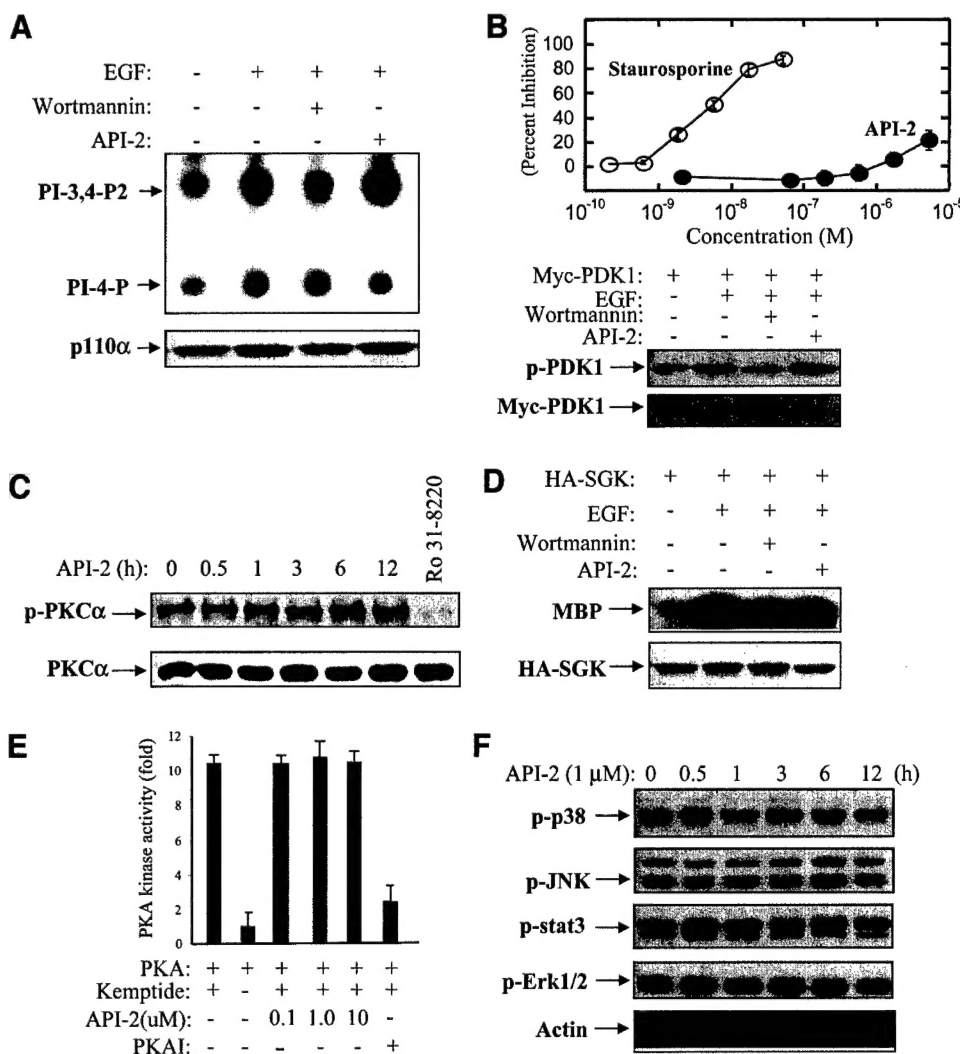 A
EGF: - + + +
Wortmannin: - - + -
API-2: - - - +
PI-3,4-P2
PI-4-P
p110α
B
(Percent Inhibition)
100
80
60
40
20
0
Staurosporine
API-2
10-10 10-9 10-8 10-7 10-6 10-5
Concentration (M)
Myc-PDK1: + + + +
EGF: - + + +
Wortmannin: - - + -
API-2: - - - +
p-PDK1
Myc-PDK1
C
API-2 (h): 0 0.5 1 3 6 12 Ro 31-8220
p-PKCα
PKCα
D
HA-SGK: + + + +
EGF: - + + +
Wortmannin: - - + -
API-2: - - - +
MBP
HA-SGK
E
PKA kinase activity (fold)
12
10
8
6
4
2
0
PKA: + + + + + +
Kemptide: + - + + + +
API-2(uM): - - 0.1 1.0 10 -
PKAI: - - - - - +
F
API-2 (1 μM): 0 0.5 1 3 6 12 (h)
p-p38
p-JNK
p-stat3
p-Erk1/2
Actin